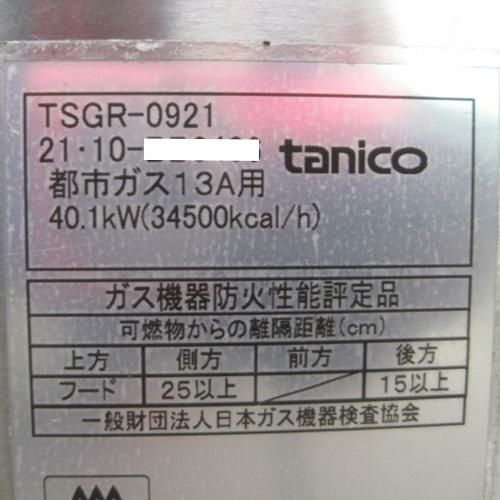 TSGR-0921
21･10-
tanico
都市ガス13A用
40.1kW(34500kcal/h)
ガス機器防火性能評定品
可燃物からの離隔距離(cm)
上方 側方 前方 後方
フード 25以上 15以上
一般財団法人日本ガス機器検査協会